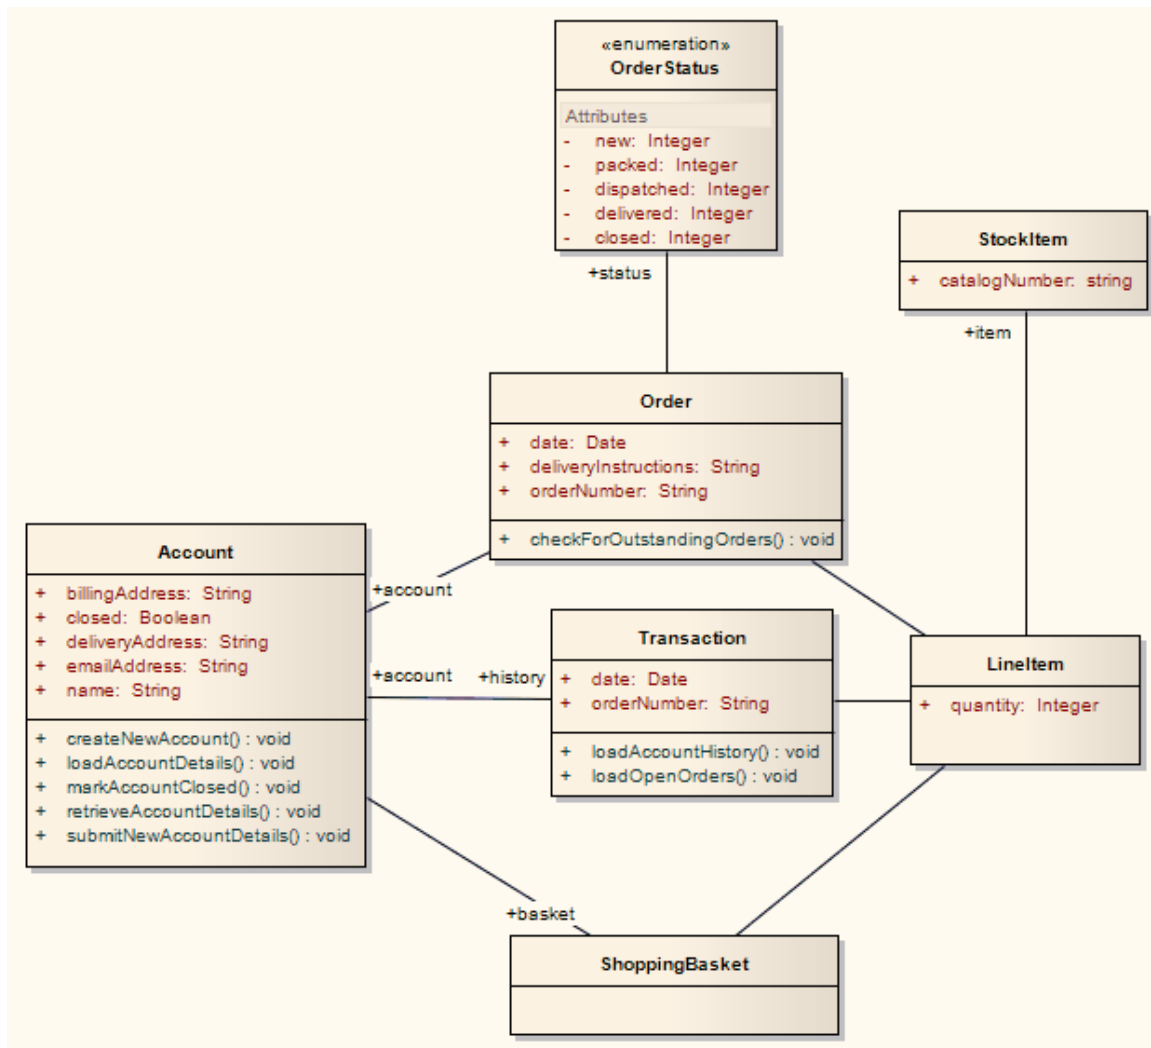 «enumeration»
OrderStatus
Attributes
- new: Integer
- packed: Integer
- dispatched: Integer
- delivered: Integer
- closed: Integer
+status
StockItem
+ catalogNumber: string
+item
Order
+ date: Date
+ deliveryInstructions: String
+ orderNumber: String
+ checkForOutstandingOrders() : void
Account
+ billingAddress: String
+ closed: Boolean
+ deliveryAddress: String
+ emailAddress: String
+ name: String
+ createNewAccount() : void
+ loadAccountDetails() : void
+ markAccountClosed() : void
+ retrieveAccountDetails() : void
+ submitNewAccountDetails() : void
+account
+account
+history
Transaction
+ date: Date
+ orderNumber: String
+ loadAccountHistory() : void
+ loadOpenOrders() : void
LineItem
+ quantity: Integer
+basket
ShoppingBasket